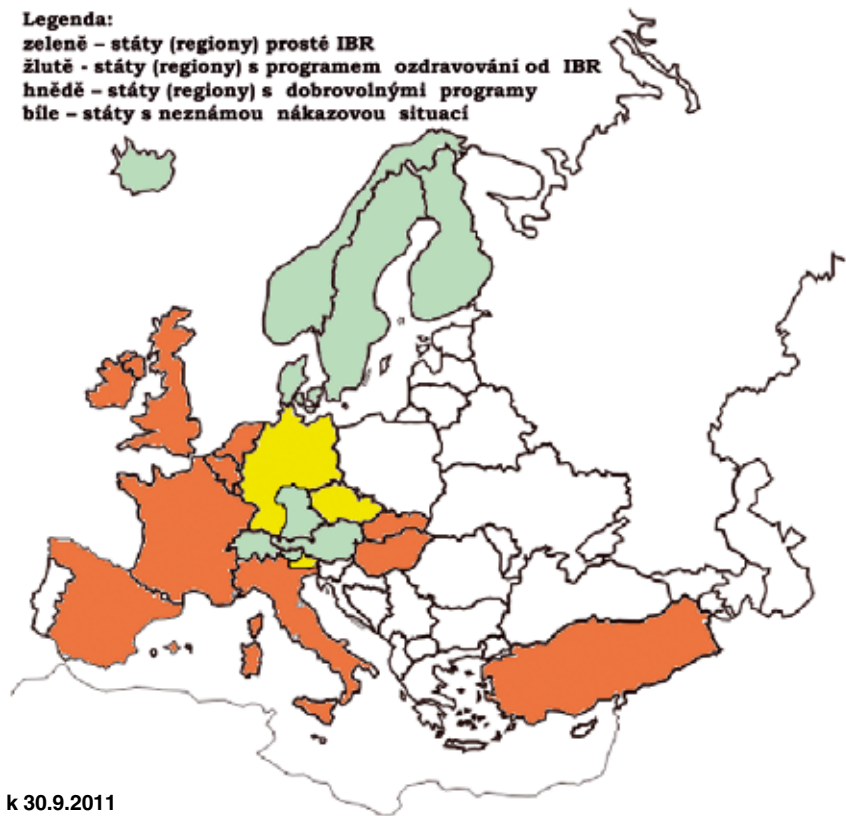 Legenda:
zeleně – státy (regiony) prosté IBR
žlutě - státy (regiony) s programem ozdravování od IBR
hnědě – státy (regiony) s dobrovolnými programy
bíle – státy s neznámou nákazovou situací
k 30.9.2011